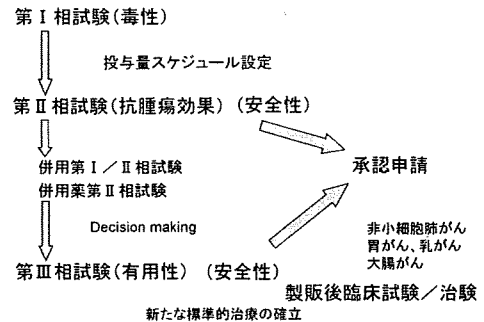 第Ⅰ相試験(毒性)
投与量スケジュール設定
第Ⅱ相試験(抗腫瘍効果) (安全性)
併用第Ⅰ/Ⅱ相試験
併用薬第Ⅱ相試験
承認申請
Decision making
非小細胞肺がん
胃がん、乳がん
大腸がん
第Ⅲ相試験(有用性) (安全性)
製販後臨床試験/治験
新たな標準的治療の確立